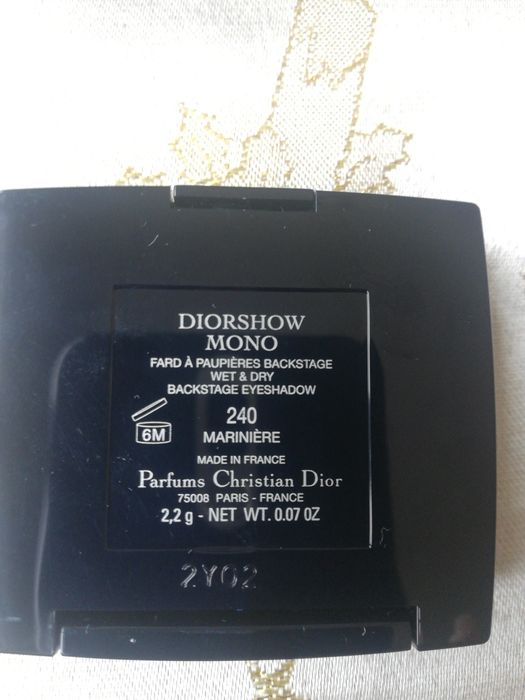 DIORSHOW
MONO
FARD À PAUPIÈRES BACKSTAGE
WET & DRY
BACKSTAGE EYESHADOW
240
6M
MARINIÈRE
MADE IN FRANCE
Parfums Christian Dior
75008 PARIS - FRANCE
2,2 g - NET WT. 0.07 OZ
2Y02